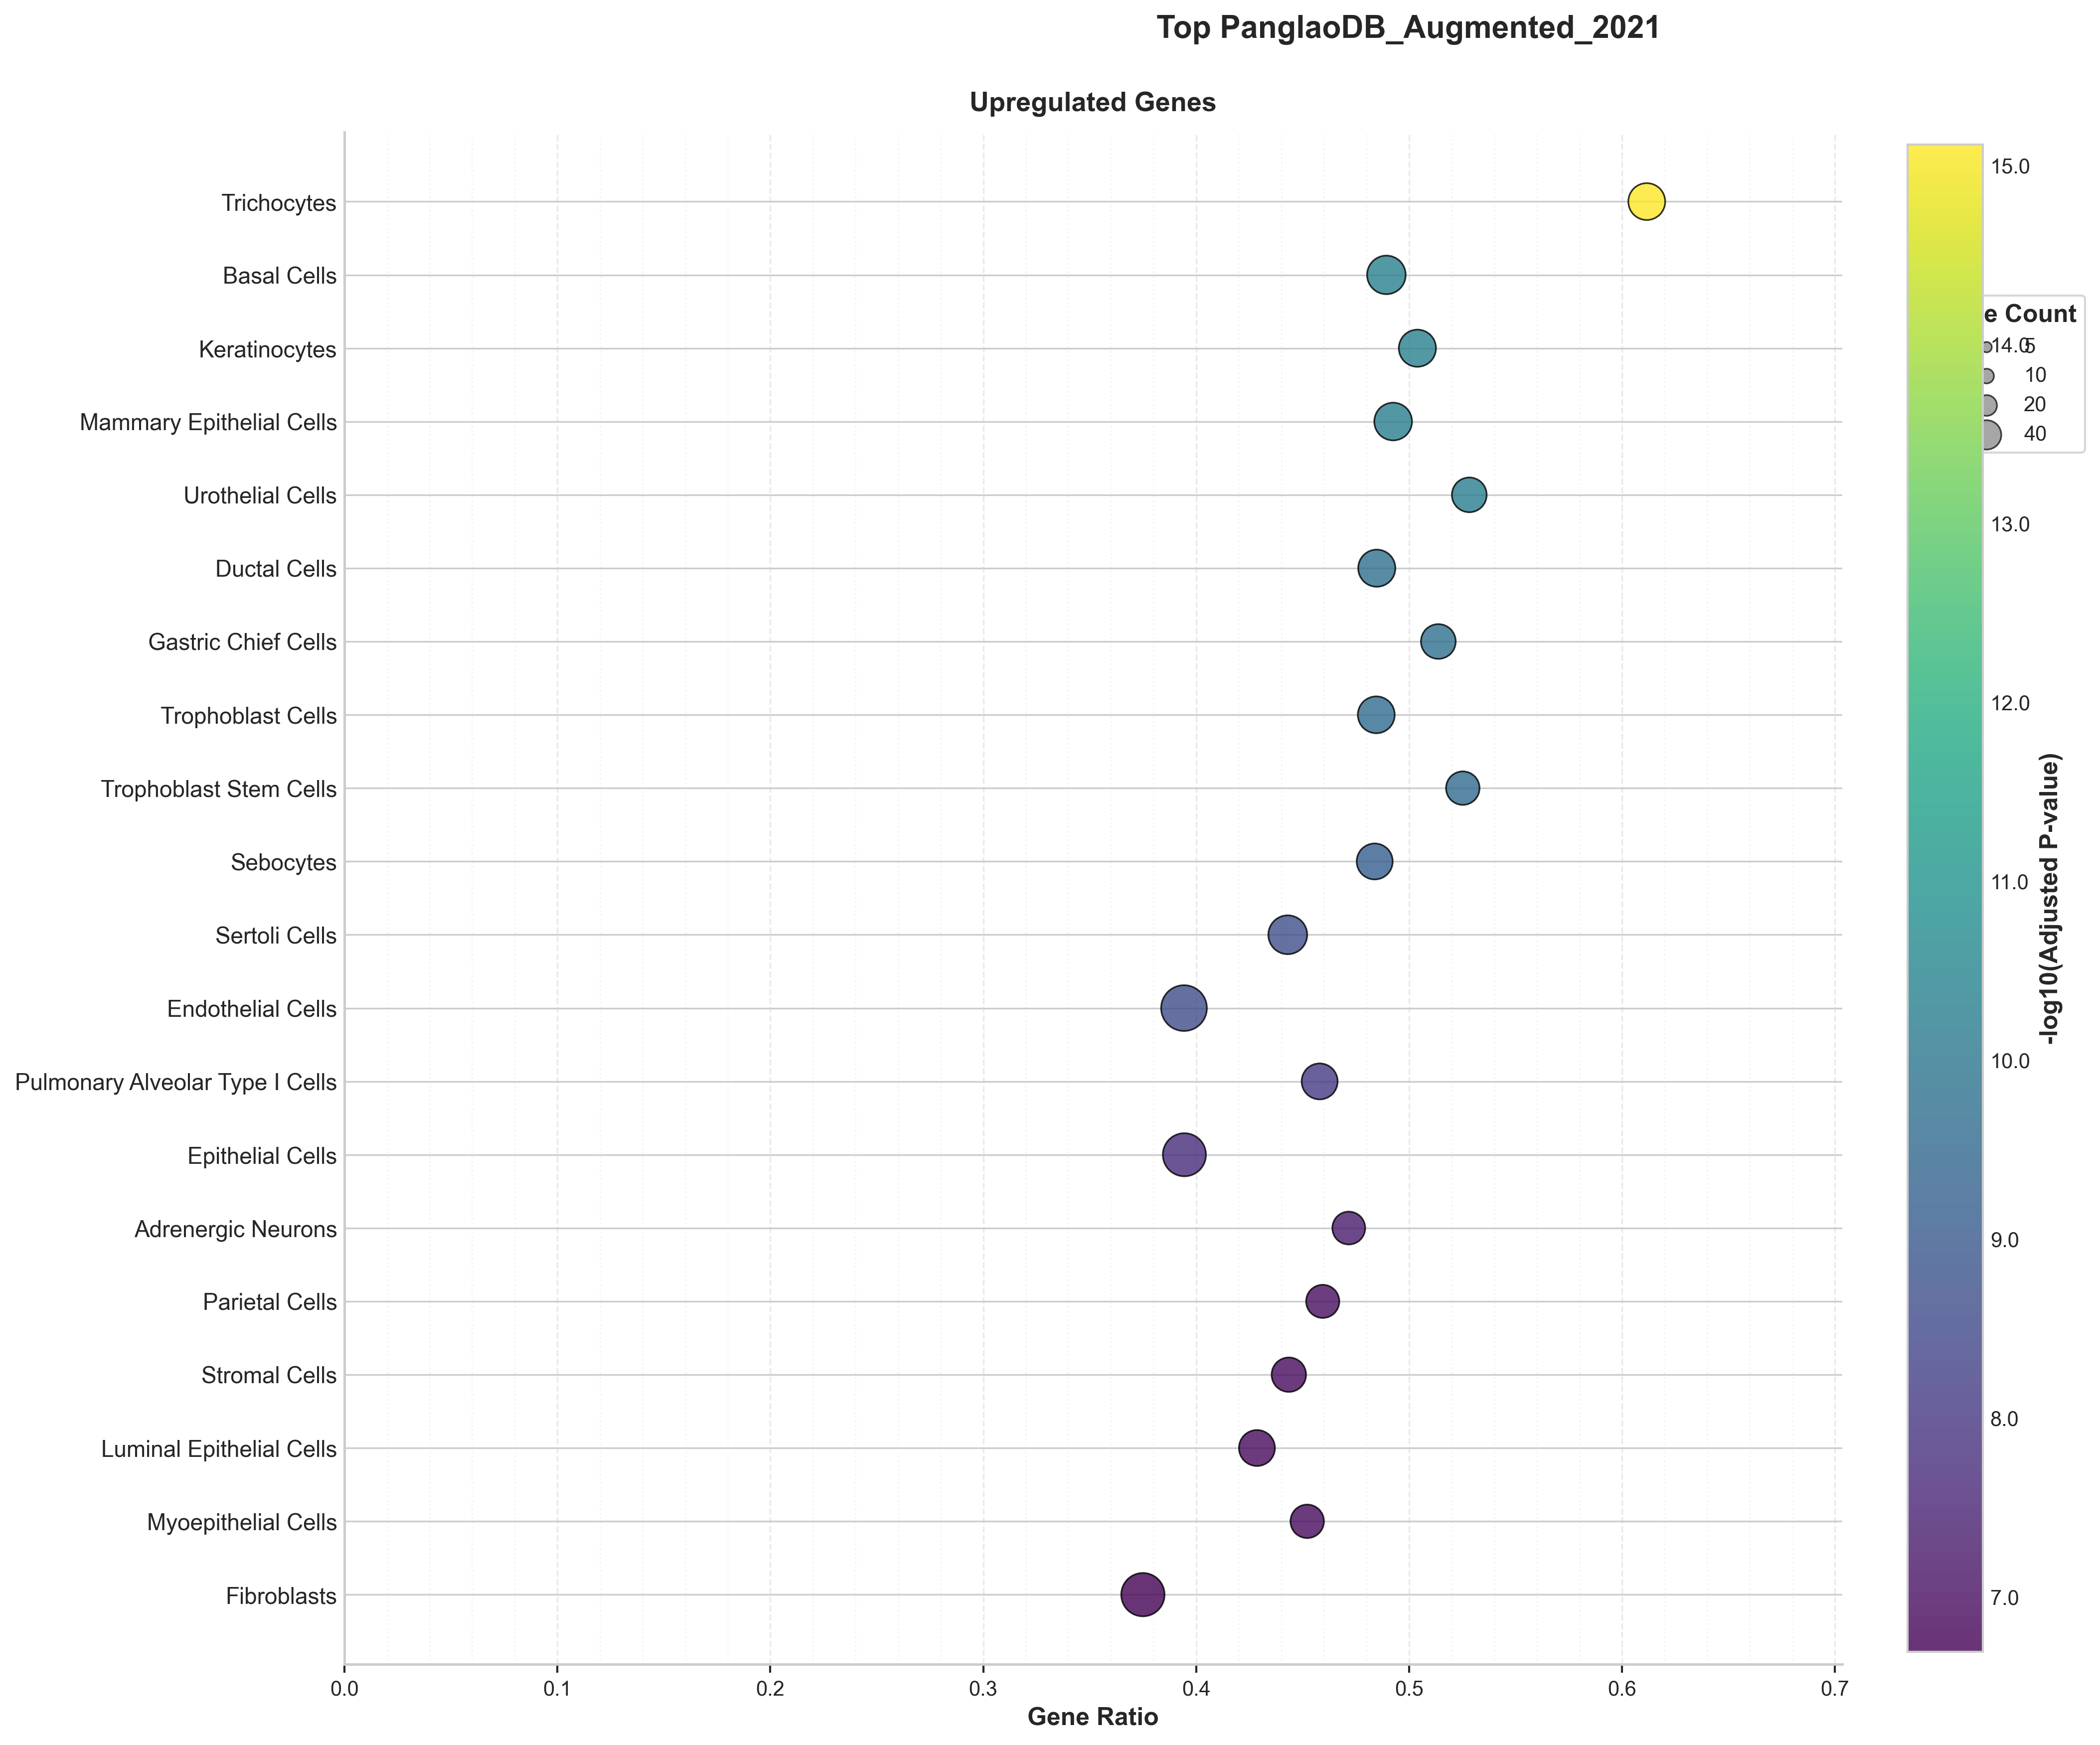 Top PanglaoDB_Augmented_2021
Upregulated Genes
Trichocytes
Basal Cells
Keratinocytes
Mammary Epithelial Cells
Urothelial Cells
Ductal Cells
Gastric Chief Cells
Trophoblast Cells
Trophoblast Stem Cells
Sebocytes
Sertoli Cells
Endothelial Cells
Pulmonary Alveolar Type I Cells
Epithelial Cells
Adrenergic Neurons
Parietal Cells
Stromal Cells
Luminal Epithelial Cells
Myoepithelial Cells
Fibroblasts
0.0 0.1 0.2 0.3 0.4 0.5 0.6 0.7
Gene Ratio
e Count
5
10
20
40
15.0
14.0
13.0
12.0
11.0
10.0
9.0
8.0
7.0
-log10(Adjusted P-value)